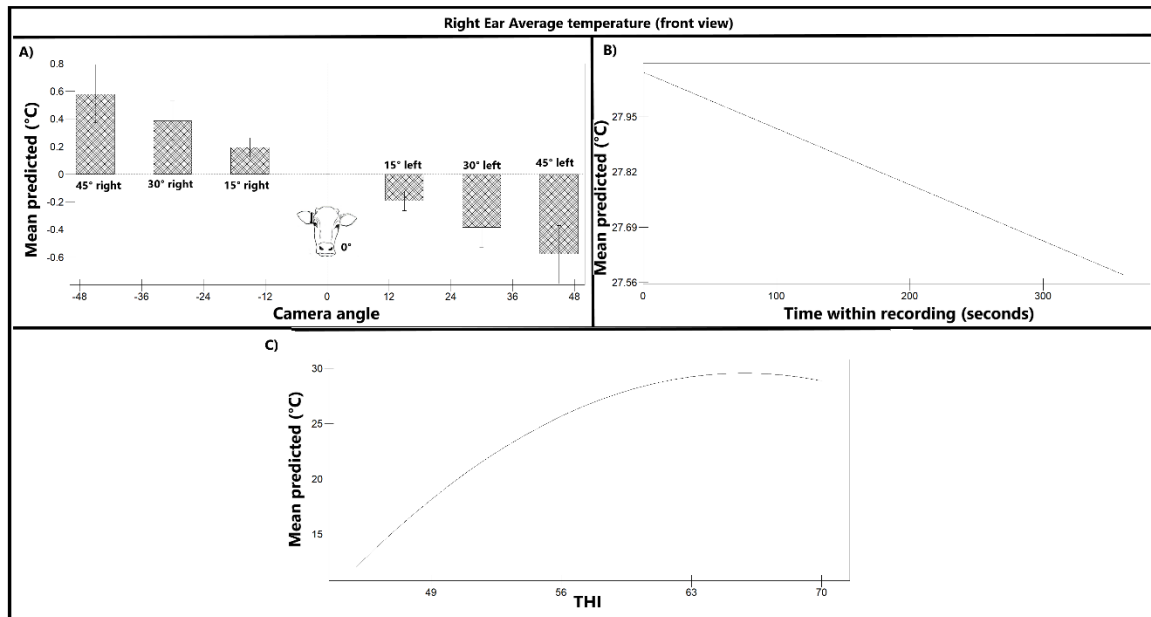 Right Ear Average temperature (front view)
A)
Mean predicted (°C)
0.8
0.6
0.4
0.2
0
-0.2
-0.4
-0.6
45° right
30° right
15° right
15° left
30° left
45° left
0°
-48
-36
-24
-12
0
12
24
36
48
Camera angle
B)
Mean predicted (°C)
27.95
27.82
27.69
27.56
0
100
200
300
Time within recording (seconds)
C)
Mean predicted (°C)
30
25
20
15
49
56
63
70
THI